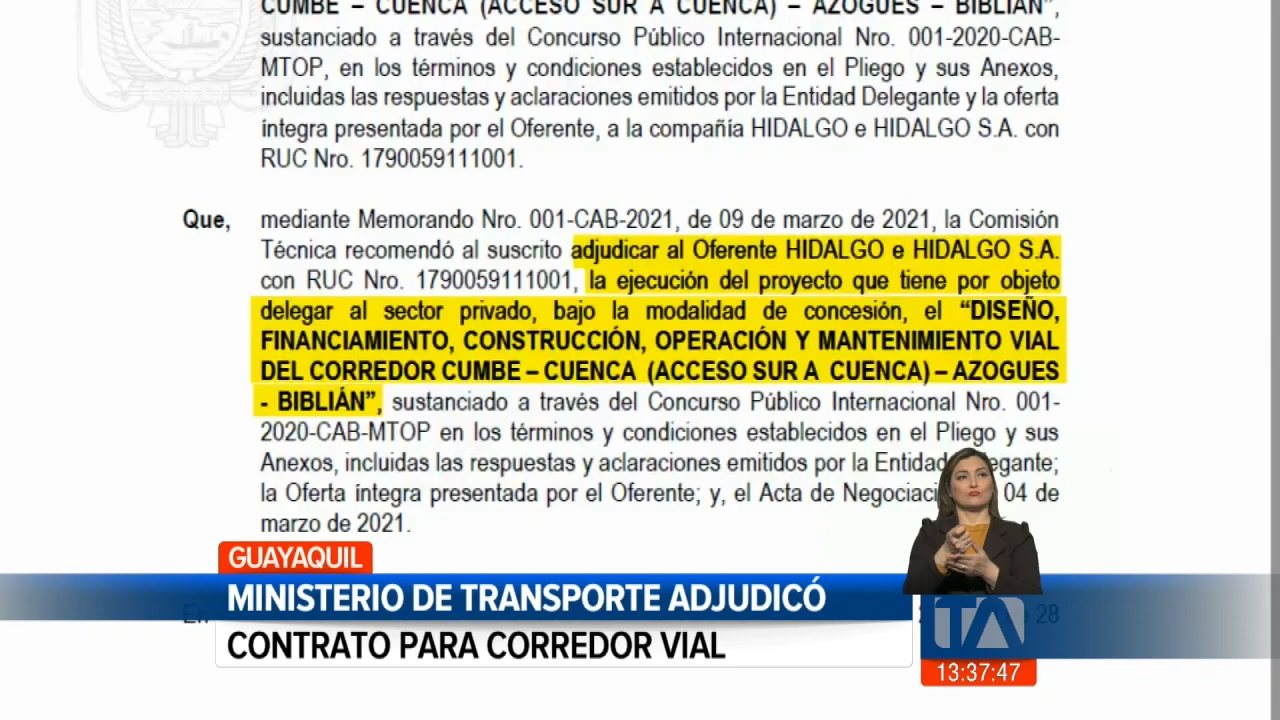 CUMBE – CUENCA (ACCESO SUR A CUENCA) – AZOGUES – BIBLIÁN”,
sustanciado a través del Concurso Público Internacional Nro. 001-2020-CAB-
MTOP, en los términos y condiciones establecidos en el Pliego y sus Anexos,
incluidas las respuestas y aclaraciones emitidos por la Entidad Delegante y la oferta
íntegra presentada por el Oferente, a la compañía HIDALGO e HIDALGO S.A. con
RUC Nro. 1790059111001.
Que, mediante Memorando Nro. 001-CAB-2021, de 09 de marzo de 2021, la Comisión
Técnica recomendó al suscrito adjudicar al Oferente HIDALGO e HIDALGO S.A.
con RUC Nro. 1790059111001, la ejecución del proyecto que tiene por objeto
delegar al sector privado, bajo la modalidad de concesión, el “DISEÑO,
FINANCIAMIENTO, CONSTRUCCIÓN, OPERACIÓN Y MANTENIMIENTO VIAL
DEL CORREDOR CUMBE – CUENCA (ACCESO SUR A CUENCA) – AZOGUES
- BIBLIÁN”, sustanciado a través del Concurso Público Internacional Nro. 001-
2020-CAB-MTOP en los términos y condiciones establecidos en el Pliego y sus
Anexos, incluidas las respuestas y aclaraciones emitidas por la
la Oferta íntegra presentada por el Oferente; y, el Acta de 04 de
marzo de 2021.
GUAYAQUIL
MINISTERIO DE TRANSPORTE ADJUDICÓ
CONTRATO PARA CORREDOR VIAL
TA
28
13:37:47